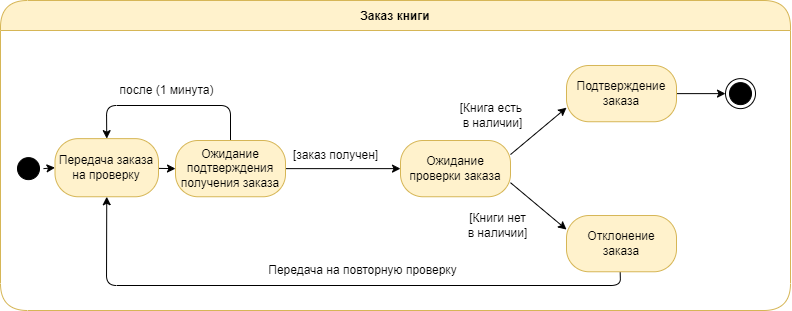 Заказ книги
после (1 минута)
Передача заказа
на проверку
Ожидание
подтверждения
получения заказа
[заказ получен]
Ожидание
проверки заказа
[Книга есть
в наличии]
Подтверждение
заказа
[Книги нет
в наличии]
Отклонение
заказа
Передача на повторную проверку